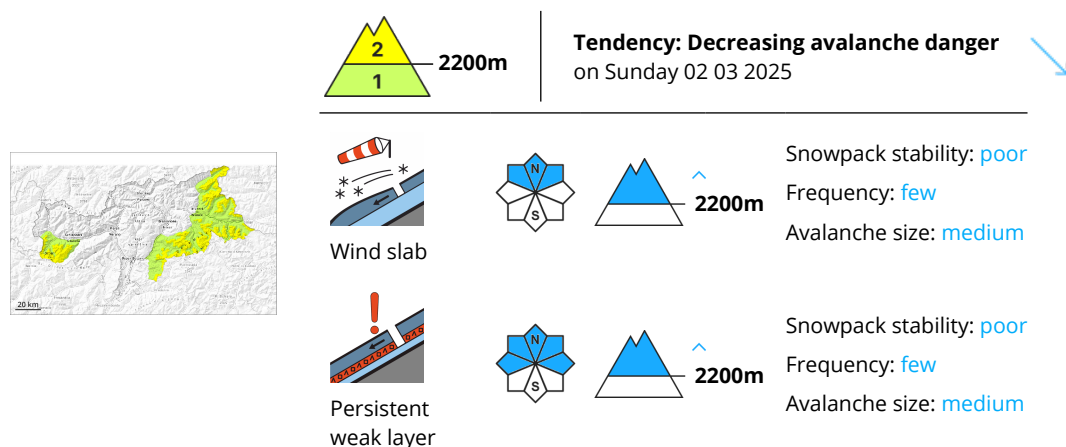 2
1
2200m
Tendency: Decreasing avalanche danger
on Sunday 02 03 2025
20 km
N
S
2200m
Snowpack stability: poor
Frequency: few
Avalanche size: medium
Wind slab
N
S
2200m
Snowpack stability: poor
Frequency: few
Avalanche size: medium
Persistent
weak layer